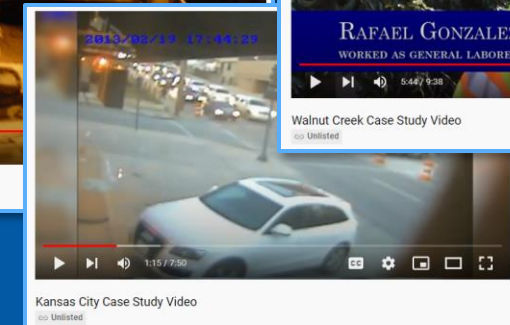 2013/02/19 17:44:29
1:15 / 7:50
CC
Kansas City Case Study Video
Unlisted
RAFAEL GONZALEZ
WORKED AS GENERAL LABORE
5:44 / 9:38
Walnut Creek Case Study Video
Unlisted